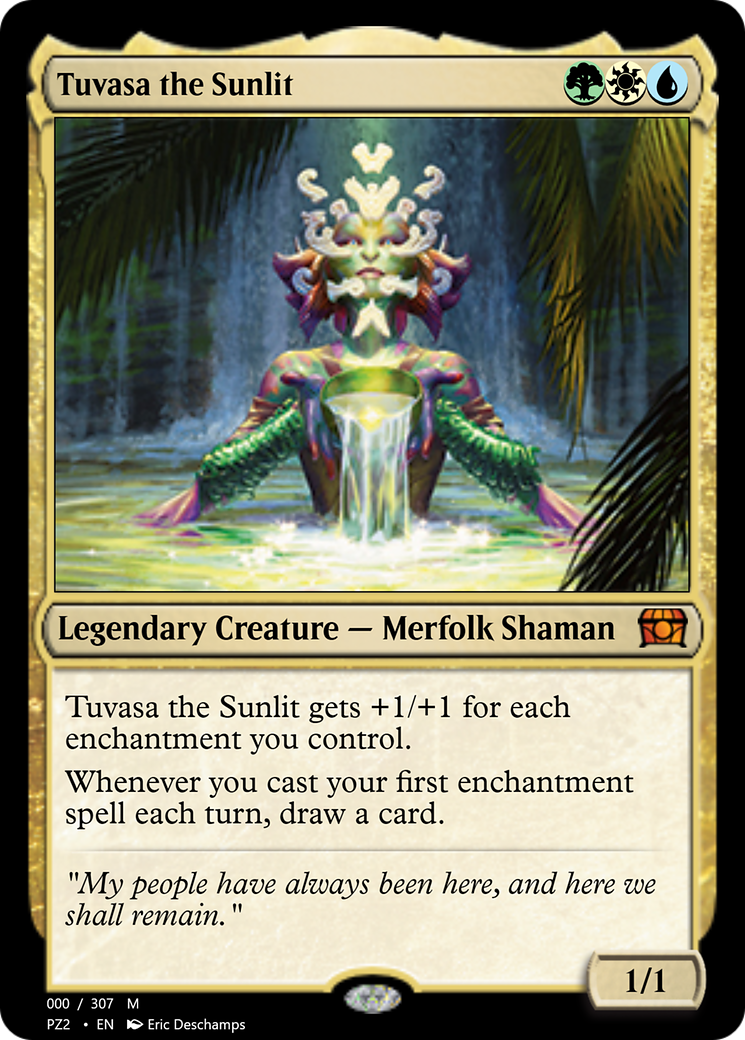 Tuvasa the Sunlit
Legendary Creature — Merfolk Shaman
Tuvasa the Sunlit gets +1/+1 for each
enchantment you control.
Whenever you cast your first enchantment
spell each turn, draw a card.
"My people have always been here, and here we
shall remain."
1/1
000 / 307 M
PZ2 • EN Eric Deschamps